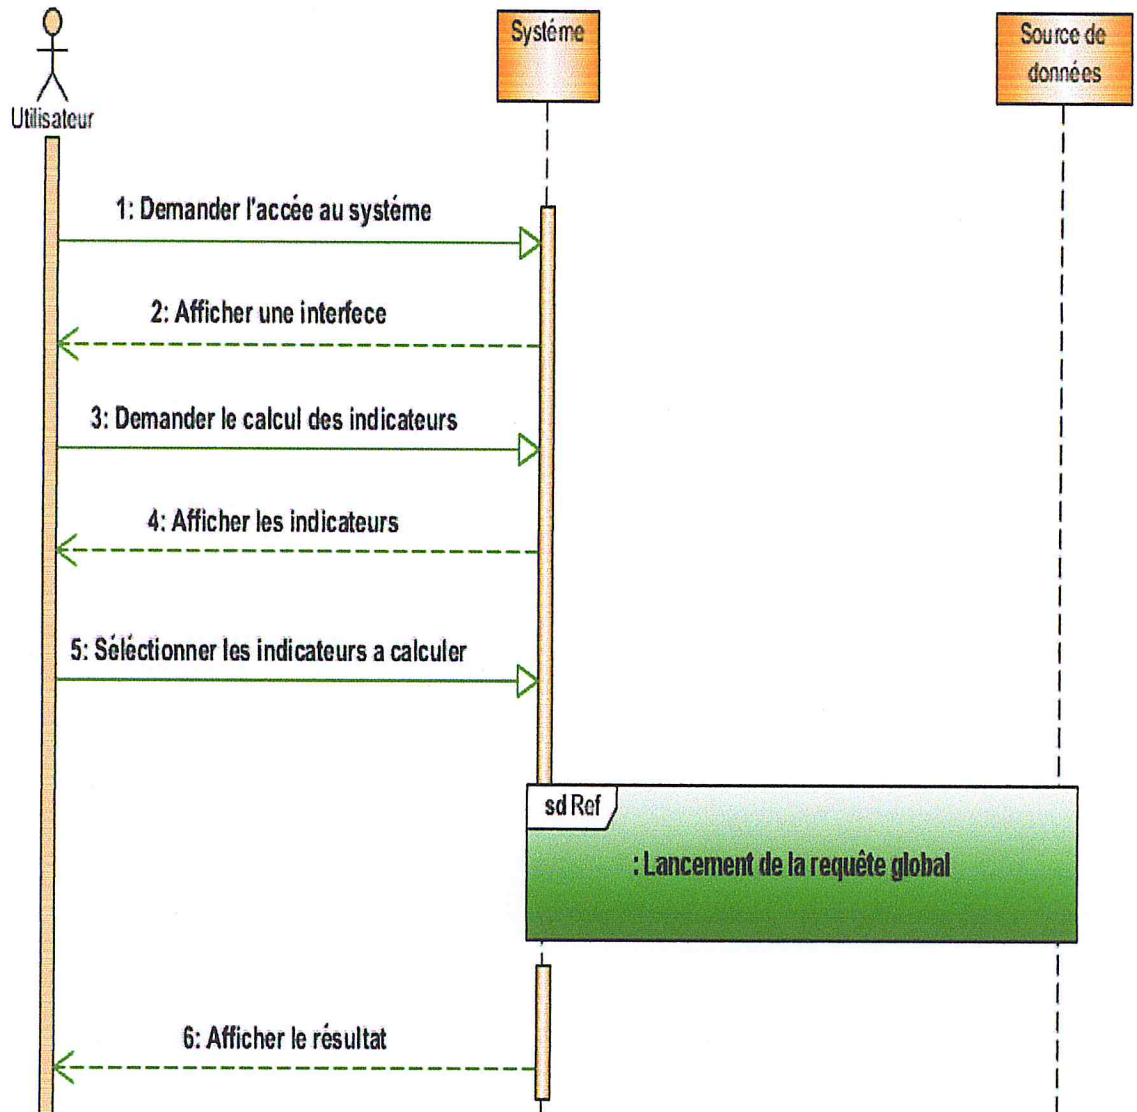 Systéme
Source de
données
Utilisateur
1: Demander l'accée au systéme
2: Afficher une interfece
3: Demander le calcul des indicateurs
4: Afficher les indicateurs
5: Séléctionner les indicateurs a calculer
sd Ref
: Lancement de la requête global
6: Afficher le résultat